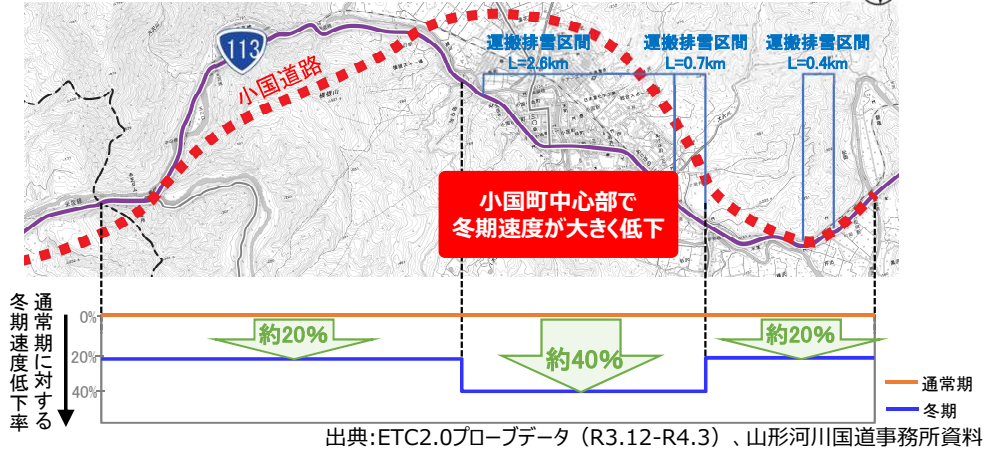 113
小国道路
運搬排雪区間
L=2.6km
運搬排雪区間
L=0.7km
運搬排雪区間
L=0.4km
小国町中心部で
冬期速度が大きく低下
通常期に対する
冬期速度低下率
0%
20%
40%
約20%
約40%
約20%
通常期
冬期
出典:ETC2.0プローブデータ（R3.12-R4.3）、山形河川国道事務所資料